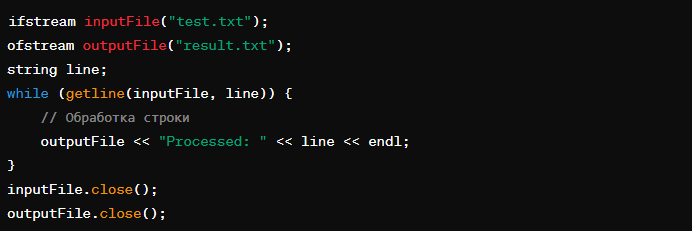 ifstream inputFile("test.txt");
ofstream outputFile("result.txt");
string line;
while (getline(inputFile, line)) {
    // Обработка строки
    outputFile << "Processed: " << line << endl;
}
inputFile.close();
outputFile.close();